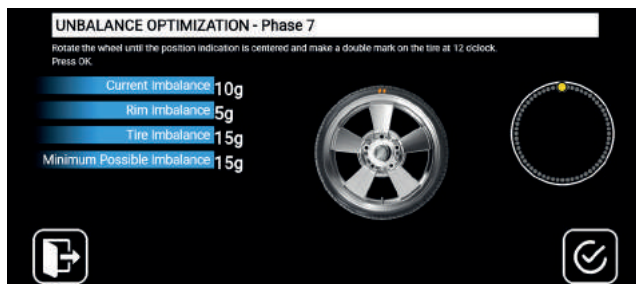 UNBALANCE OPTIMIZATION - Phase 7
Rotate the wheel until the position indication is centered and make a double mark on the tire at 12 o'clock.
Press OK.
Current Imbalance 10g
Rim Imbalance 5g
Tire Imbalance 15g
Minimum Possible Imbalance 15g